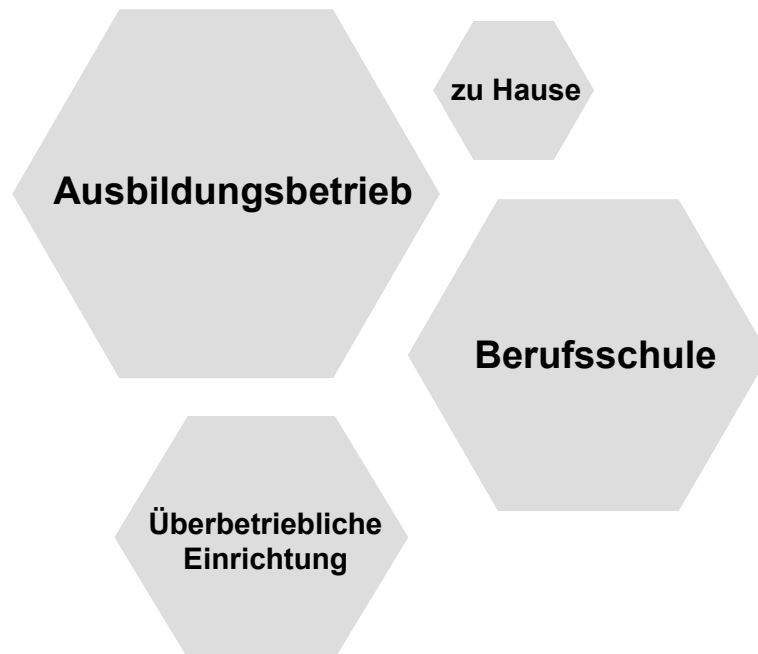 zu Hause
Ausbildungsbetrieb
Berufsschule
Überbetriebliche
Einrichtung